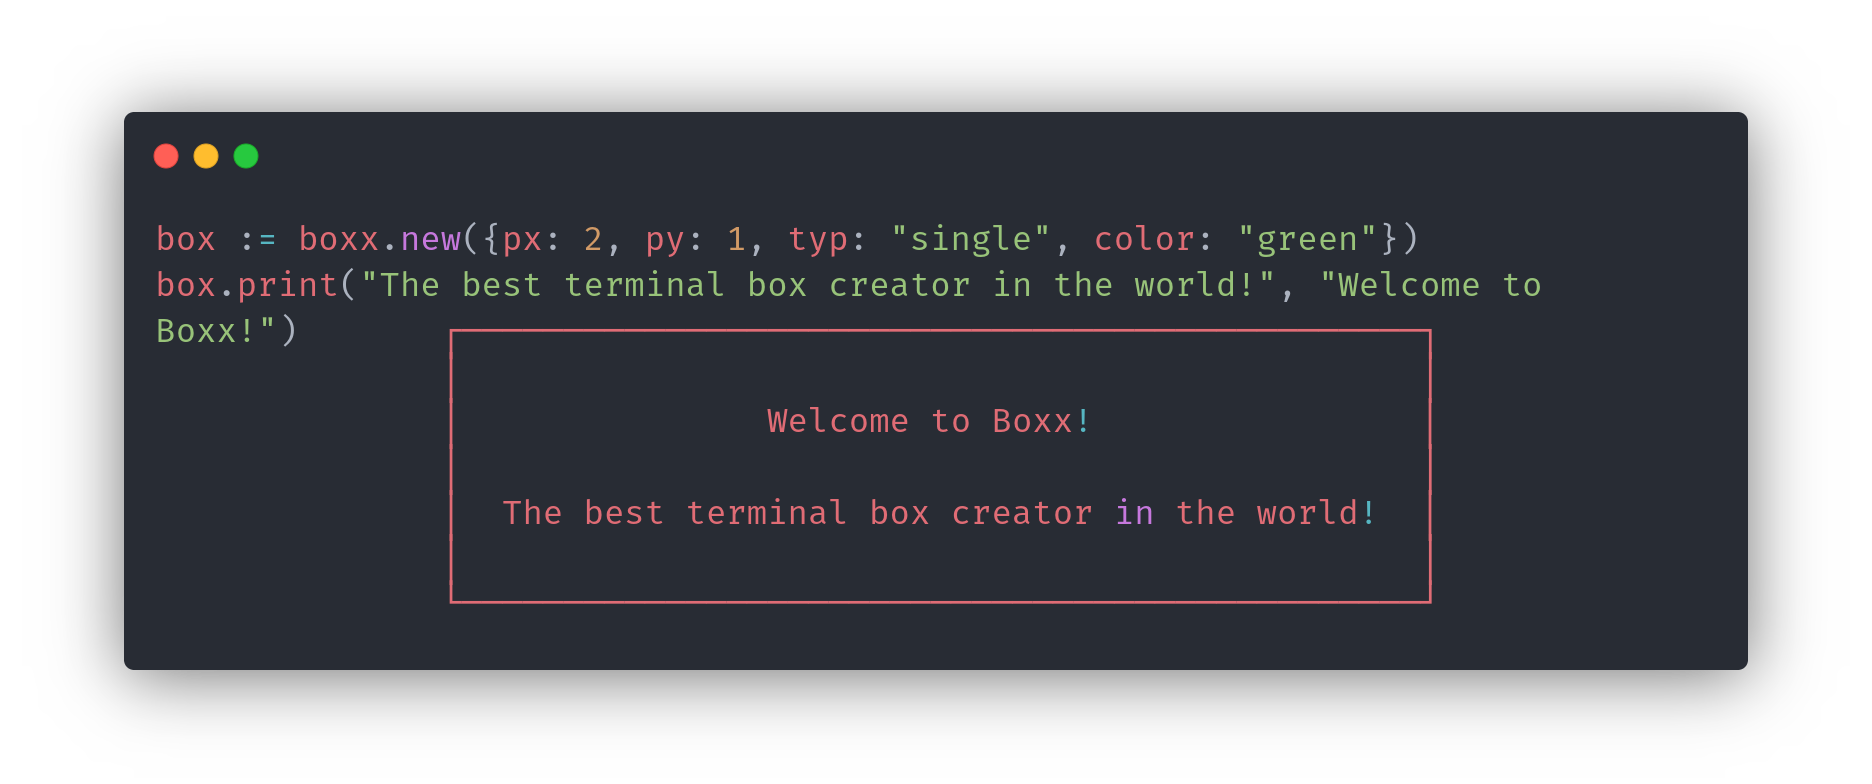 box := boxx.new({px: 2, py: 1, typ: "single", color: "green"})
box.print("The best terminal box creator in the world!", "Welcome to
Boxx!")
Welcome to Boxx!
The best terminal box creator in the world!